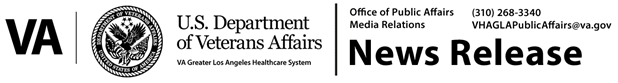 VA
U.S. Department
of Veterans Affairs
VA Greater Los Angeles Healthcare System
Office of Public Affairs (310) 268-3340
Media Relations VHAGLAPublicAffairs@va.gov
News Release